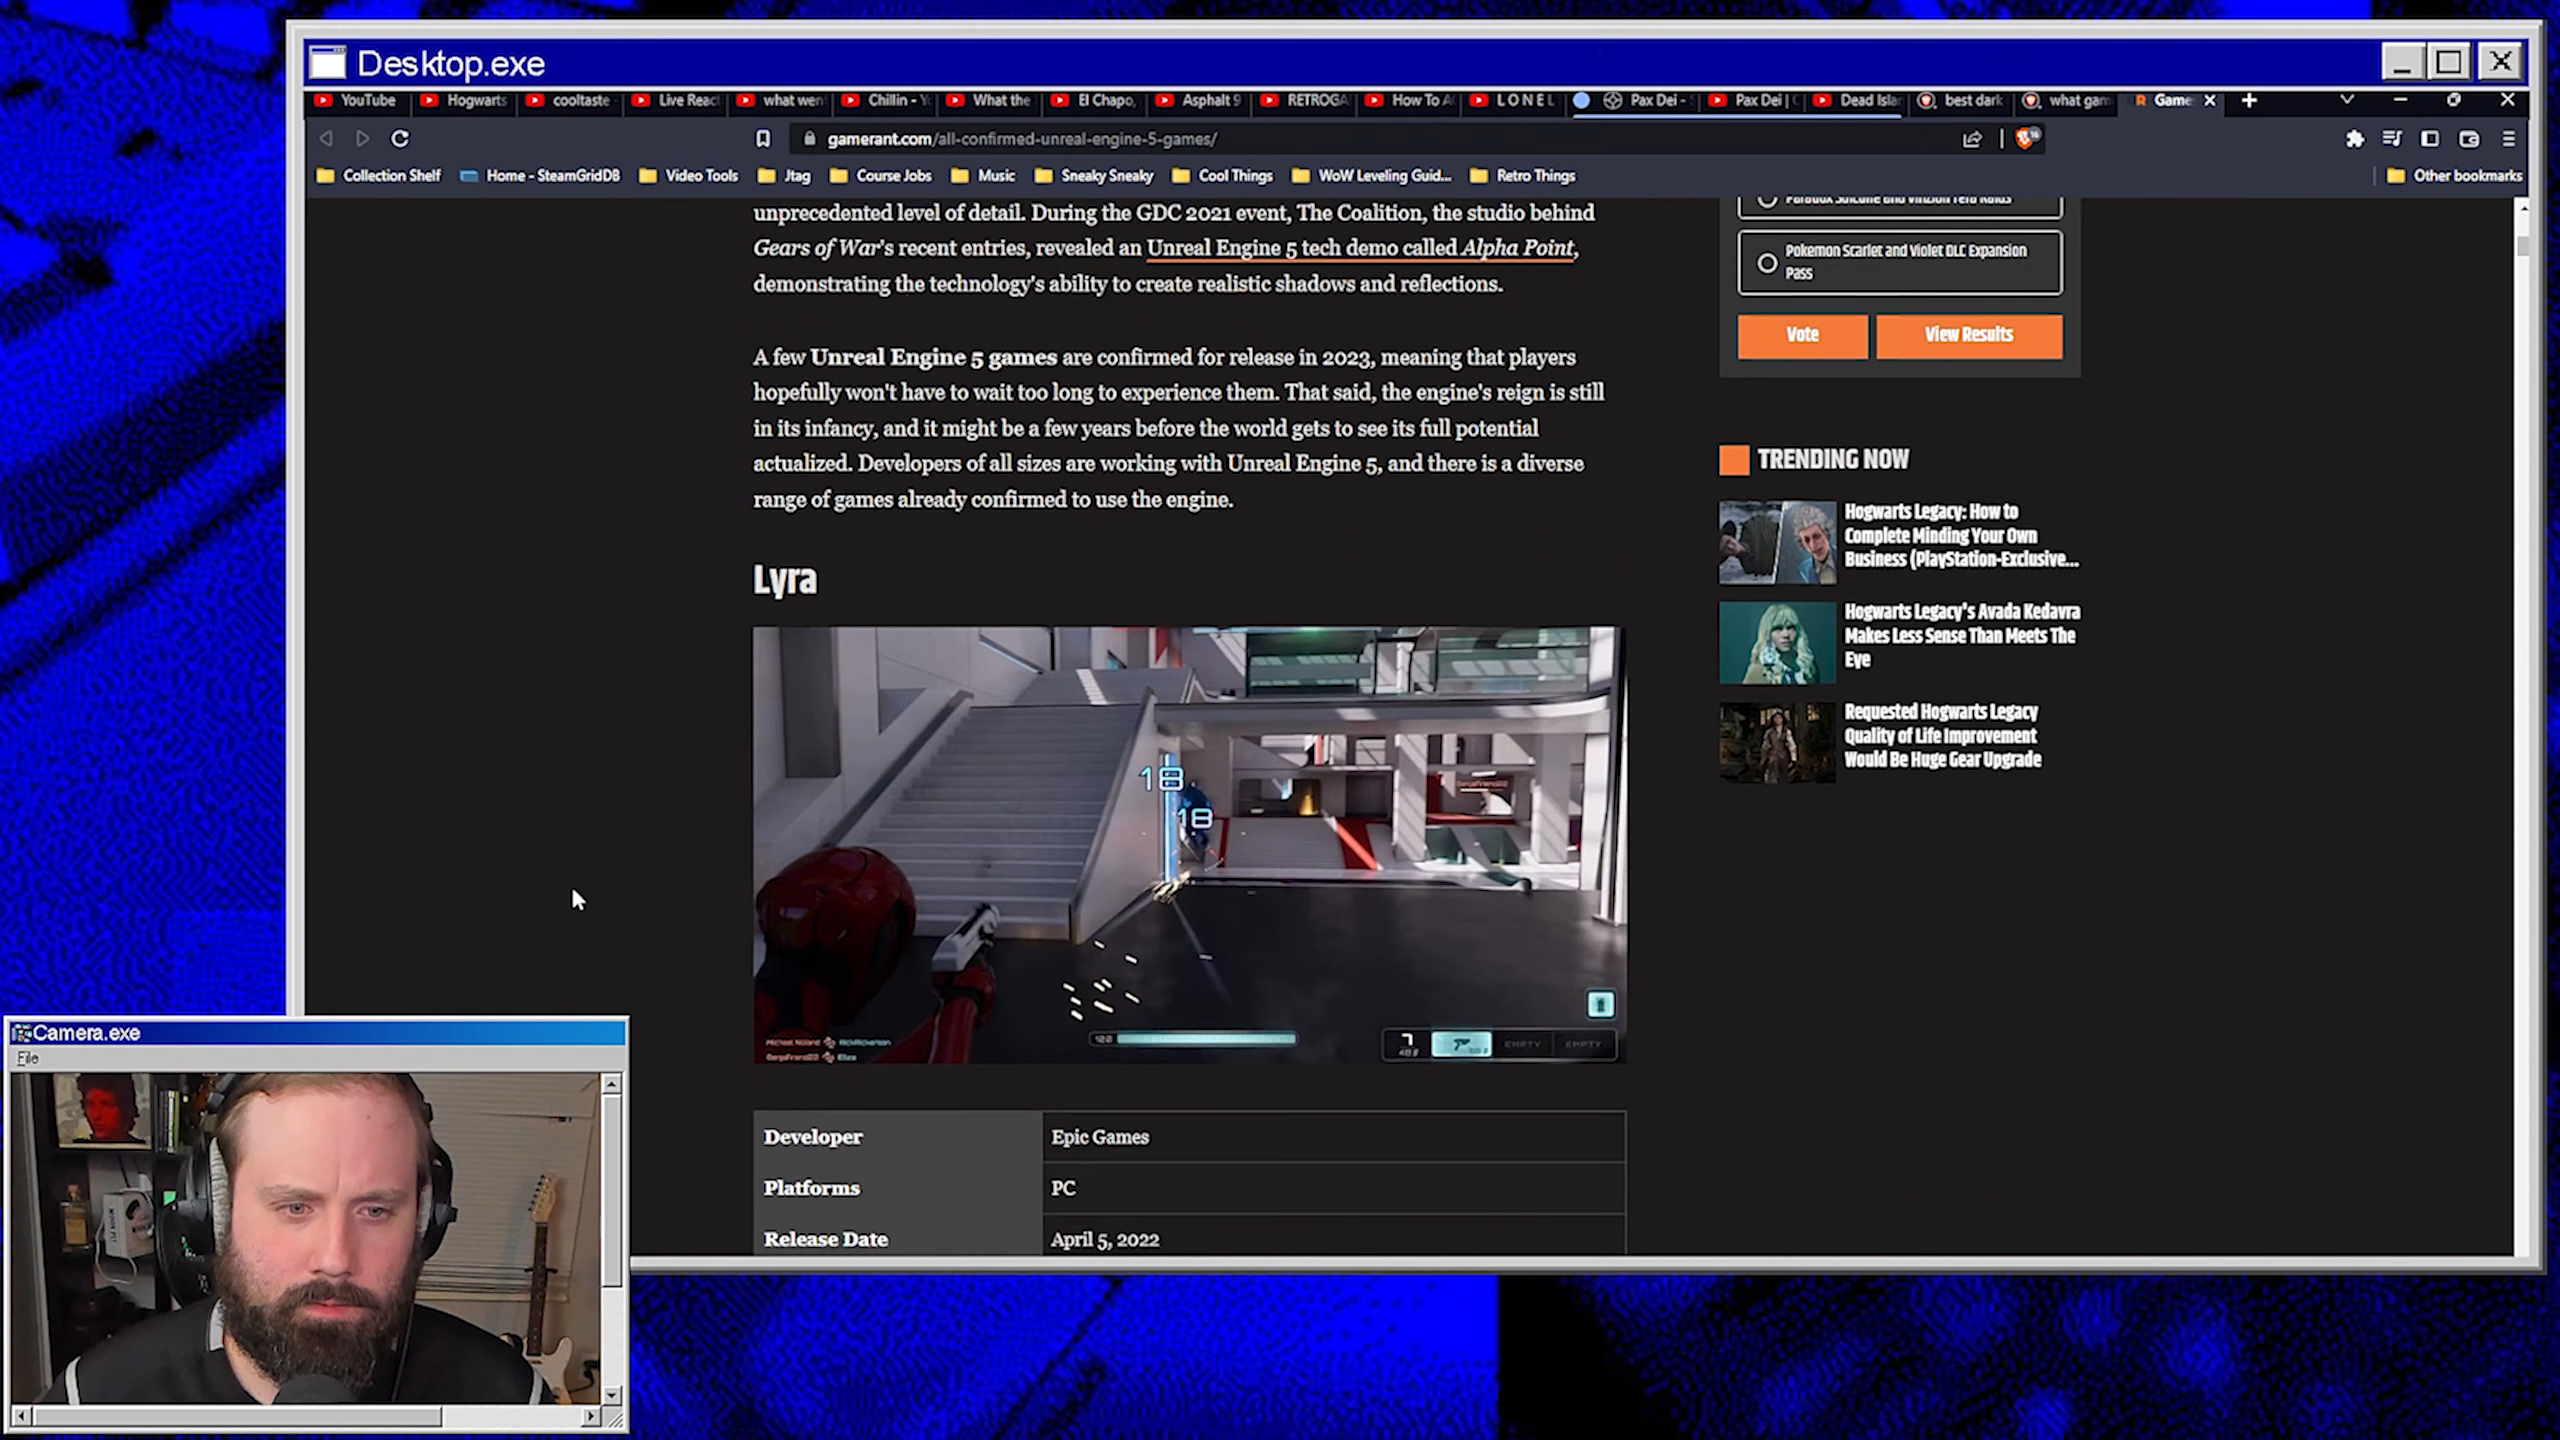 Desktop.exe
YouTube
Hogwarts
cooltaste
Live React
what wen
Chillin - Y
What the
El Chapo,
Asphalt 9
RETROGA
How To A
L O N E L
Pax Dei -
Pax Dei |
Dead Islan
best dark
what gam
Game
gamerant.com/all-confirmed-unreal-engine-5-games/
Collection Shelf
Home - SteamGridDB
Video Tools
Jtag
Course Jobs
Music
Sneaky Sneaky
Cool Things
WoW Leveling Guid...
Retro Things
Other bookmarks
unprecedented level of detail. During the GDC 2021 event, The Coalition, the studio behind
Gears of War's recent entries, revealed an Unreal Engine 5 tech demo called Alpha Point,
demonstrating the technology's ability to create realistic shadows and reflections.
A few Unreal Engine 5 games are confirmed for release in 2023, meaning that players
hopefully won't have to wait too long to experience them. That said, the engine's reign is still
in its infancy, and it might be a few years before the world gets to see its full potential
actualized. Developers of all sizes are working with Unreal Engine 5, and there is a diverse
range of games already confirmed to use the engine.
Lyra
18
18
EMPTY
EMPTY
Developer
Epic Games
Platforms
PC
Release Date
April 5, 2022
Pokemon Scarlet and Violet DLC Expansion
Pass
Vote
View Results
TRENDING NOW
Hogwarts Legacy: How to
Complete Minding Your Own
Business (PlayStation-Exclusive...
Hogwarts Legacy's Avada Kedavra
Makes Less Sense Than Meets The
Eye
Requested Hogwarts Legacy
Quality of Life Improvement
Would Be Huge Gear Upgrade
Camera.exe
File